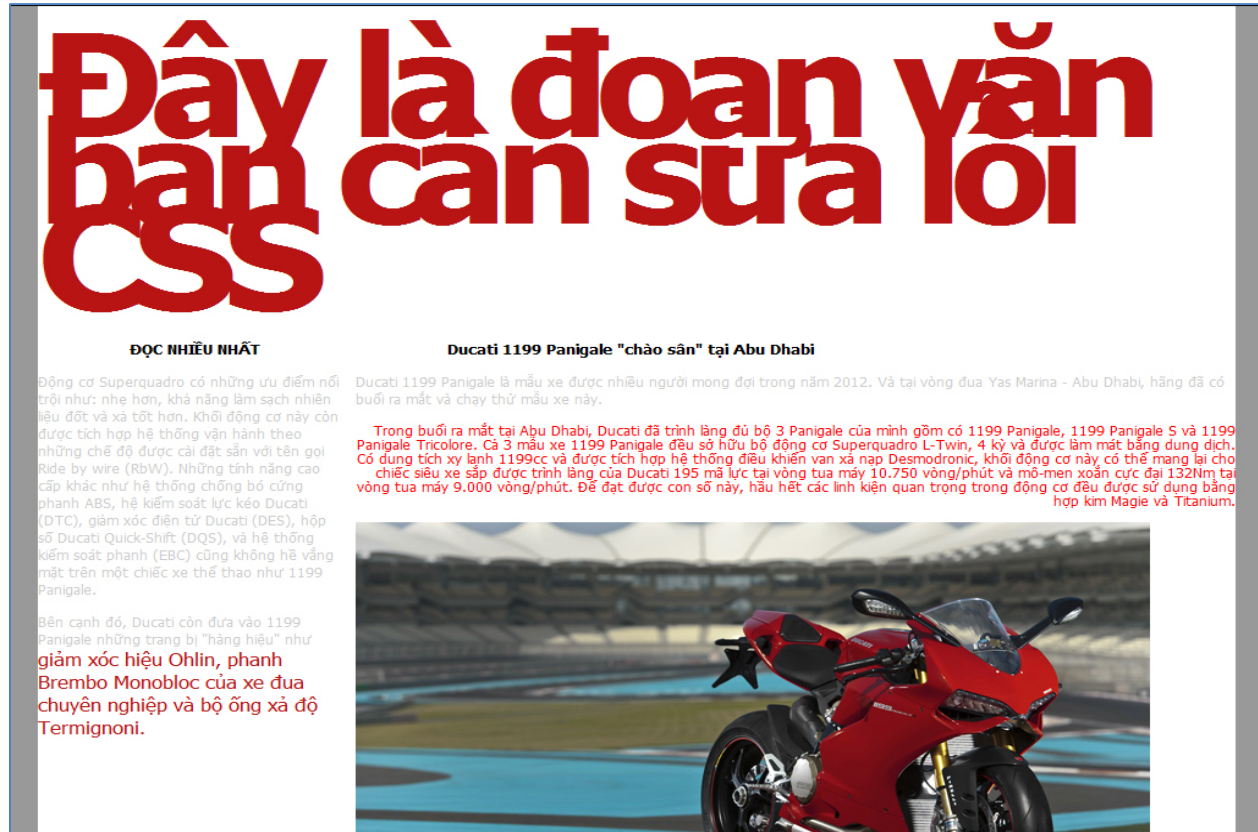 Đây là đoạn văn
bản cần sửa lỗi
CSS
ĐỌC NHIỀU NHẤT
Động cơ Superquadro có những ưu điểm nổi
trội như: nhẹ hơn, khả năng làm sạch nhiên
liệu đốt và xả tốt hơn. Khối động cơ này còn
được tích hợp hệ thống vận hành theo
những chế độ được cài đặt sẵn với tên gọi
Ride by wire (RbW). Những tính năng cao
cấp khác như hệ thống chống bó cứng
phanh ABS, hệ kiểm soát lực kéo Ducati
(DTC), giảm xóc điện tử Ducati (DES), hộp
số Ducati Quick-Shift (DQS), và hệ thống
kiểm soát phanh (EBC) cũng không hề vắng
mặt trên một chiếc xe thể thao như 1199
Panigale.
Bên cạnh đó, Ducati còn đưa vào 1199
Panigale những trang bị "hàng hiệu" như
giảm xóc hiệu Ohlin, phanh
Brembo Monobloc của xe đua
chuyên nghiệp và bộ ống xả độ
Termignoni.
Ducati 1199 Panigale "chào sân" tại Abu Dhabi
Ducati 1199 Panigale là mẫu xe được nhiều người mong đợi trong năm 2012. Và tại vòng đua Yas Marina - Abu Dhabi, hãng đã có
buổi ra mắt và chạy thử mẫu xe này.
Trong buổi ra mắt tại Abu Dhabi, Ducati đã trình làng đủ bộ 3 Panigale của mình gồm có 1199 Panigale, 1199 Panigale S và 1199
Panigale Tricolore. Cả 3 mẫu xe 1199 Panigale đều sở hữu bộ động cơ Superquadro L-Twin, 4 kỳ và được làm mát bằng dung dịch.
Có dung tích xy lanh 1199cc và được tích hợp hệ thống điều khiển van xả nạp Desmodronic, khối động cơ này có thể mang lại cho
chiếc siêu xe sắp được trình làng của Ducati 195 mã lực tại vòng tua máy 10.750 vòng/phút và mô-men xoắn cực đại 132Nm tại
vòng tua máy 9.000 vòng/phút. Để đạt được con số này, hầu hết các linh kiện quan trọng trong động cơ đều được sử dụng bằng
hợp kim Magie và Titanium.